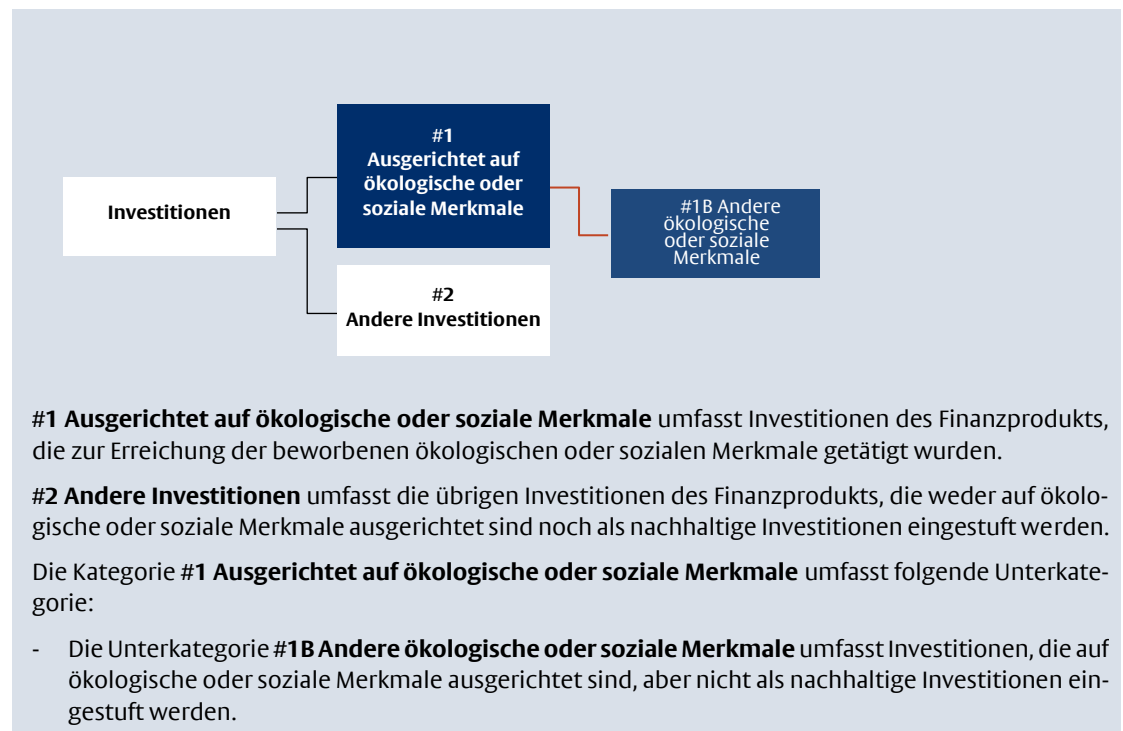 #1
Ausgerichtet auf
ökologische oder
soziale Merkmale
Investitionen
#1B Andere
ökologische
oder soziale
Merkmale
#2
Andere Investitionen
#1 Ausgerichtet auf ökologische oder soziale Merkmale umfasst Investitionen des Finanzprodukts,
die zur Erreichung der beworbenen ökologischen oder sozialen Merkmale getätigt wurden.
#2 Andere Investitionen umfasst die übrigen Investitionen des Finanzprodukts, die weder auf ökolo-
gische oder soziale Merkmale ausgerichtet sind noch als nachhaltige Investitionen eingestuft werden.
Die Kategorie #1 Ausgerichtet auf ökologische oder soziale Merkmale umfasst folgende Unterkate-
gorie:
- Die Unterkategorie #1B Andere ökologische oder soziale Merkmale umfasst Investitionen, die auf
ökologische oder soziale Merkmale ausgerichtet sind, aber nicht als nachhaltige Investitionen ein-
gestuft werden.